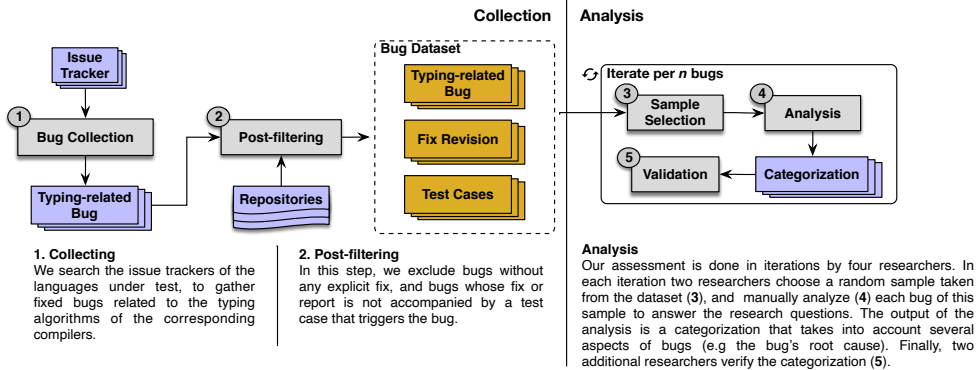 Collection
Analysis
Issue
Tracker
Bug Dataset
Typing-related
Bug
Iterate per n bugs
1
Bug Collection
2
Post-filtering
Fix Revision
3
Sample
Selection
4
Analysis
5
Validation
Categorization
Typing-related
Bug
Repositories
Test Cases
1. Collecting
We search the issue trackers of the
languages under test, to gather
fixed bugs related to the typing
algorithms of the corresponding
compilers.
2. Post-filtering
In this step, we exclude bugs without
any explicit fix, and bugs whose fix or
report is not accompanied by a test
case that triggers the bug.
Analysis
Our assessment is done in iterations by four researchers. In
each iteration two researchers choose a random sample taken
from the dataset (3), and manually analyze (4) each bug of this
sample to answer the research questions. The output of the
analysis is a categorization that takes into account several
aspects of bugs (e.g the bug's root cause). Finally, two
additional researchers verify the categorization (5).